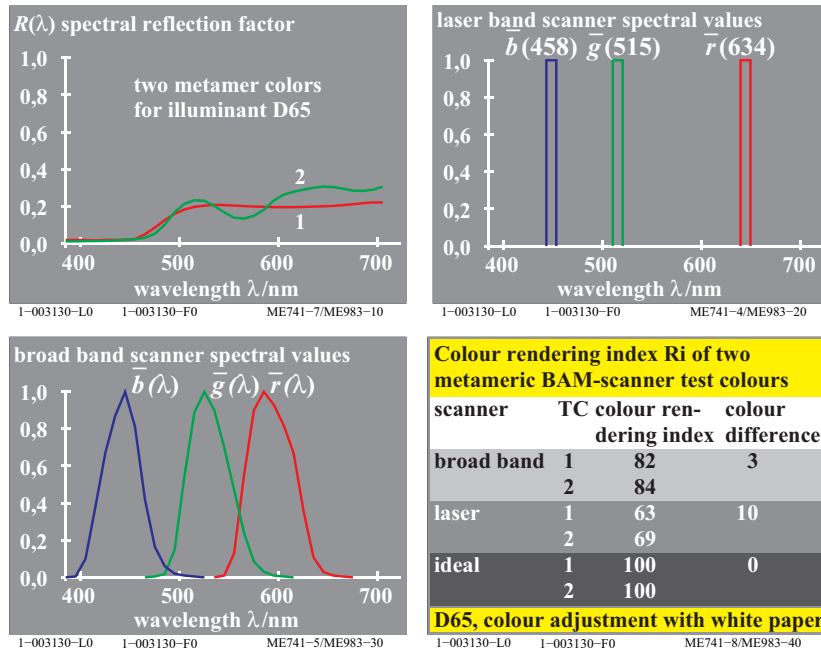 R(λ) spectral reflection factor
1,0
two metamer colors
0,8
for illuminant D65
0,6
0,4
2
0,2
1
0,0
400 500 600 700
wavelength λ/nm
1-003130-L0 1-003130-F0 ME741-7/ME983-10
laser band scanner spectral values
b̅(458) g̅(515) r̅(634)
1,0
0,8
0,6
0,4
0,2
0,0
400 500 600 700
wavelength λ/nm
1-003130-L0 1-003130-F0 ME741-4/ME983-20
broad band scanner spectral values
b̅(λ) g̅(λ) r̅(λ)
1,0
0,8
0,6
0,4
0,2
0,0
400 500 600 700
wavelength λ/nm
1-003130-L0 1-003130-F0 ME741-5/ME983-30
Colour rendering index Ri of two
metameric BAM-scanner test colours
scanner TC colour ren- colour
dering index difference
broad band 1 82 3
2 84
laser 1 63 10
2 69
ideal 1 100 0
2 100
D65, colour adjustment with white paper
1-003130-L0 1-003130-F0 ME741-8/ME983-40